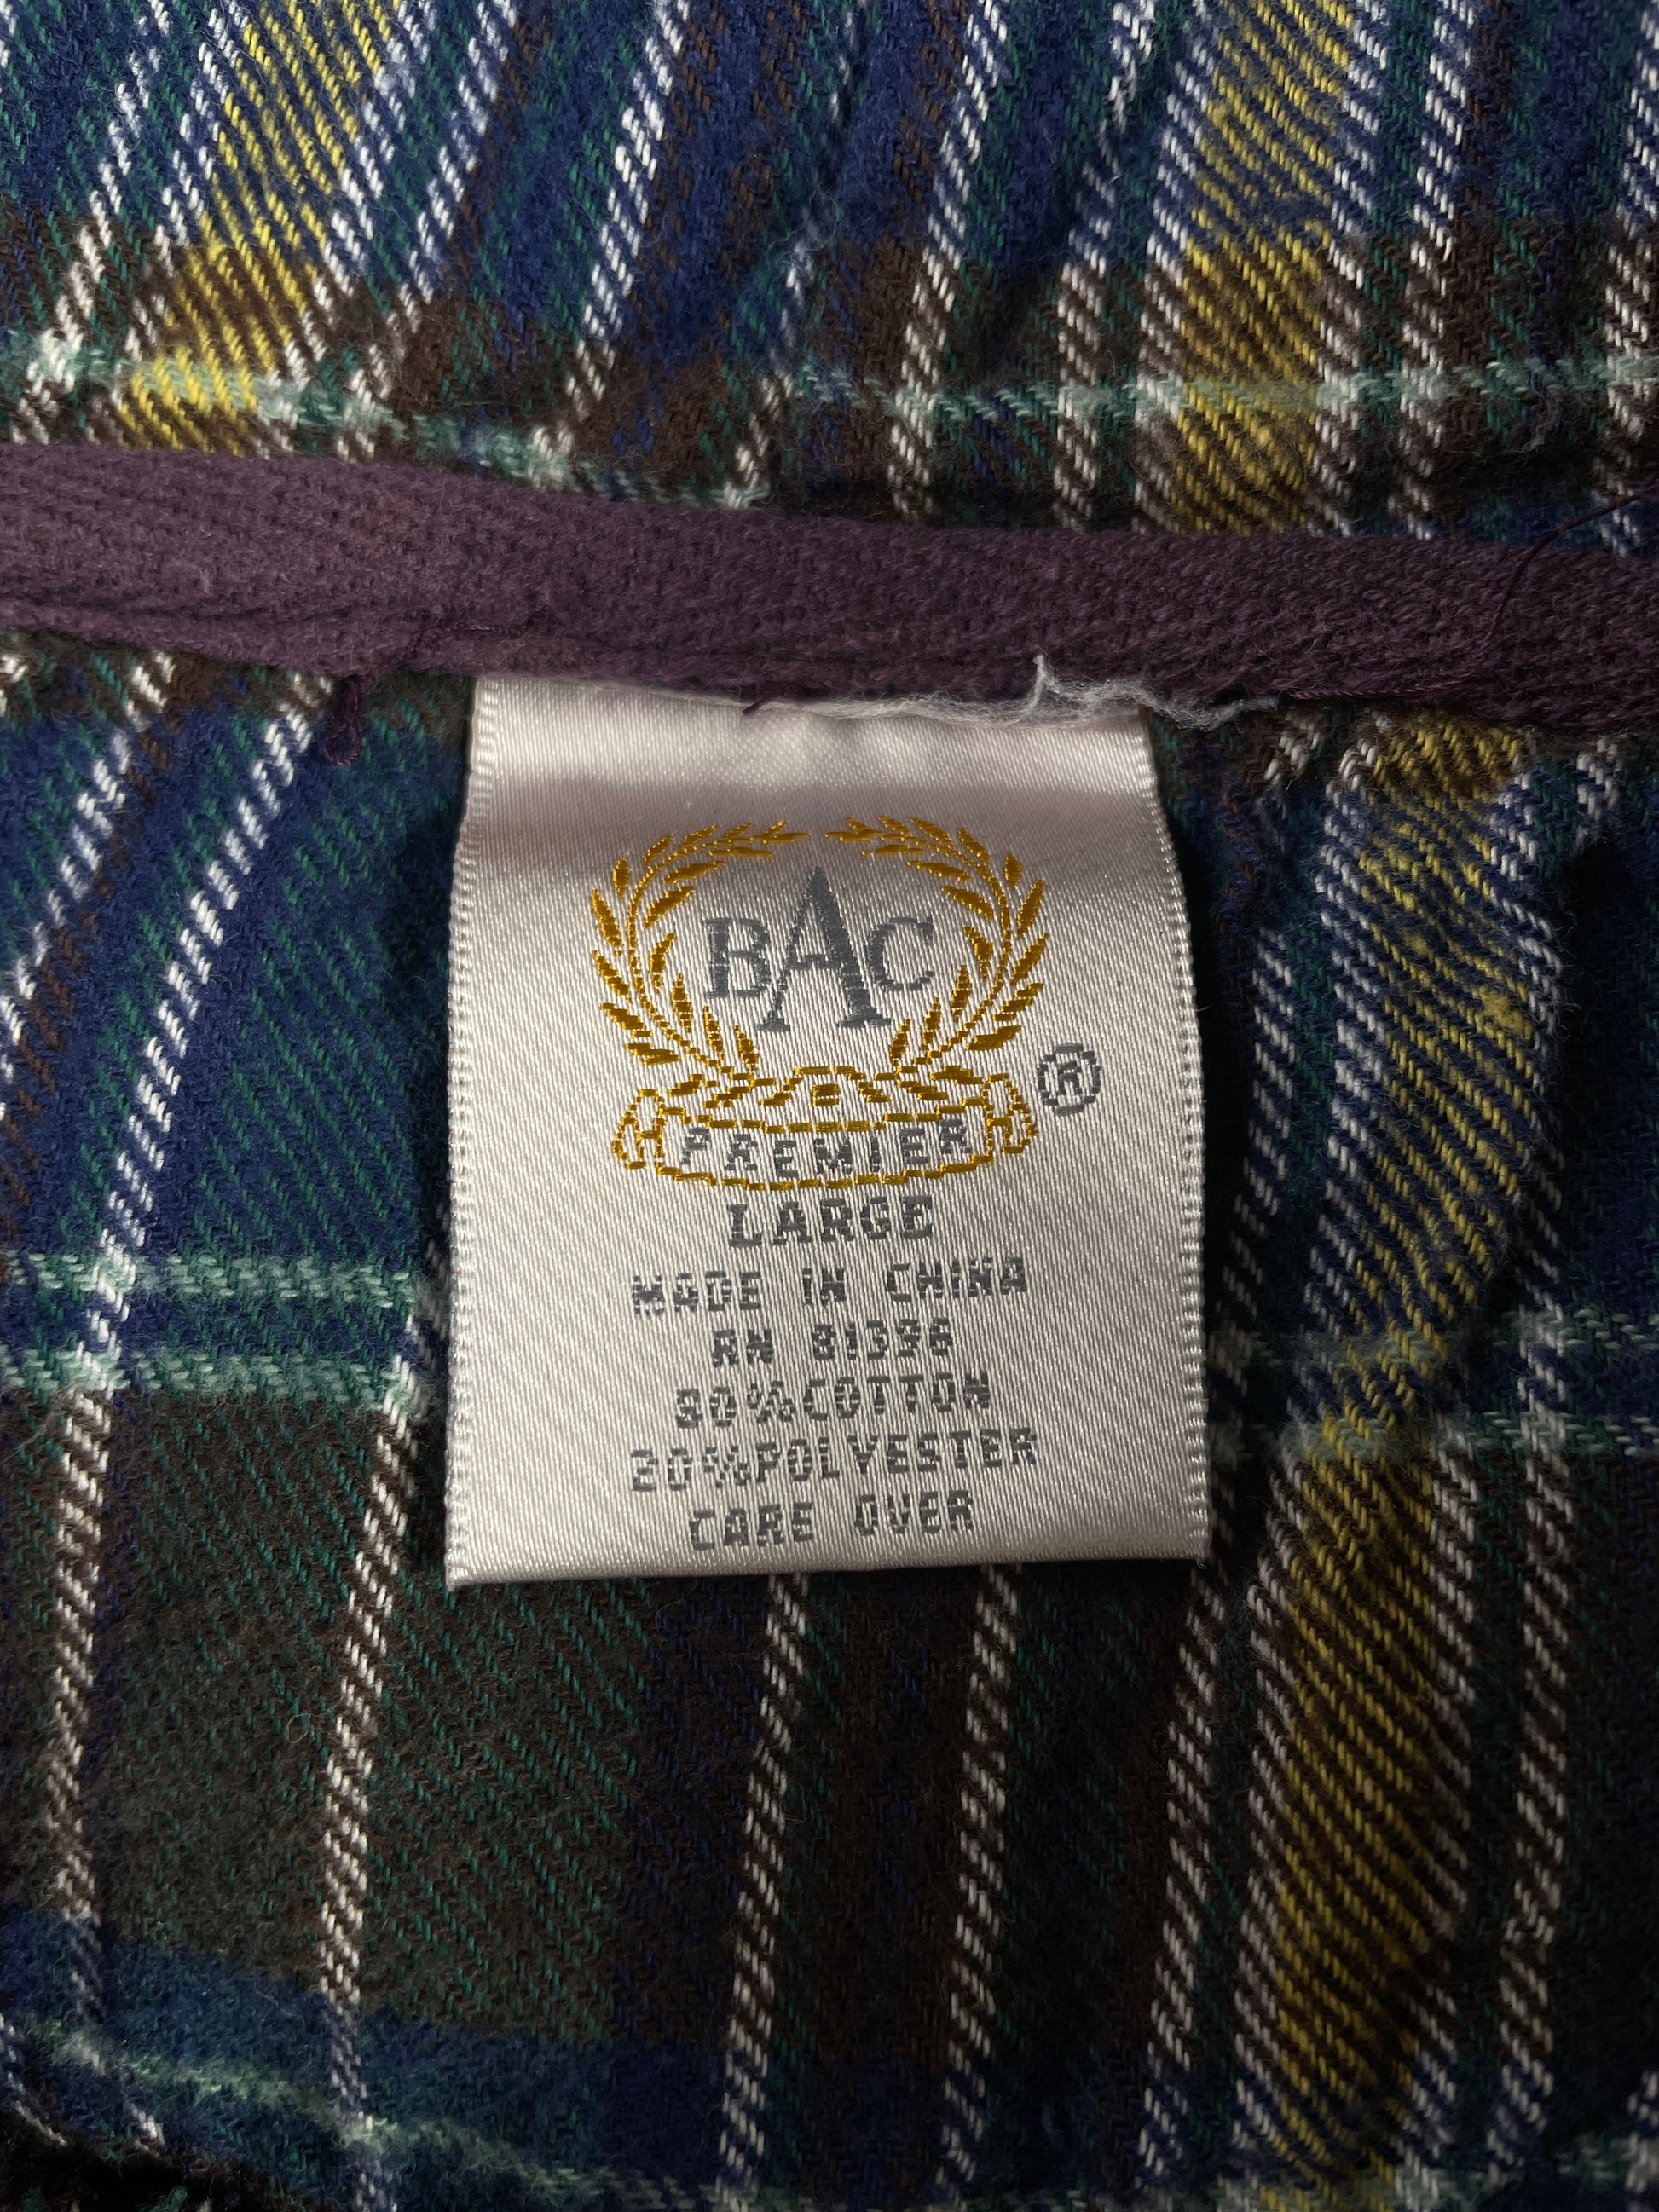 BAC
®
PREMIER
LARGE
MADE IN CHINA
RN 81396
80%COTTON
20%POLYESTER
CARE OVER